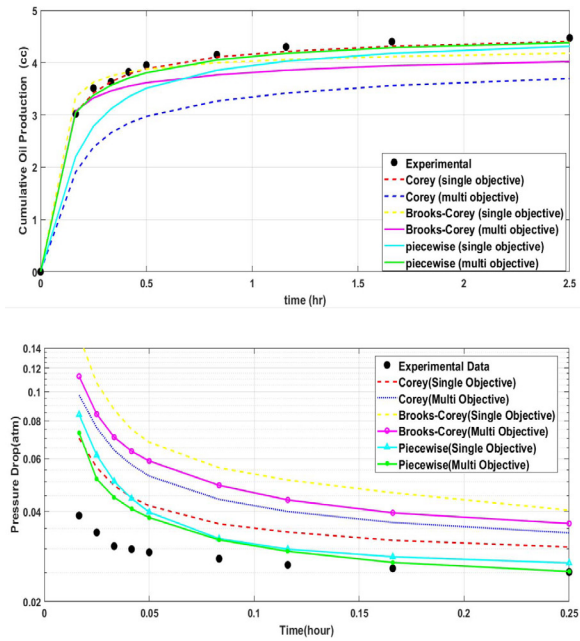 5
4
3
2
1
0
Cumulative Oil Production (cc)
Experimental
Corey (single objective)
Corey (multi objective)
Brooks-Corey (single objective)
Brooks-Corey (multi objective)
piecewise (single objective)
piecewise (multi objective)
0
0.5
1
1.5
2
2.5
time (hr)
0.14
0.12
0.1
0.08
0.06
0.04
0.02
Pressure Drop(atm)
Experimental Data
Corey(Single Objective)
Corey(Multi Objective)
Brooks-Corey(Single Objective)
Brooks-Corey(Multi Objective)
Piecewise(Single Objective)
Piecewise(Multi Objective)
0
0.05
0.1
0.15
0.2
0.25
Time(hour)